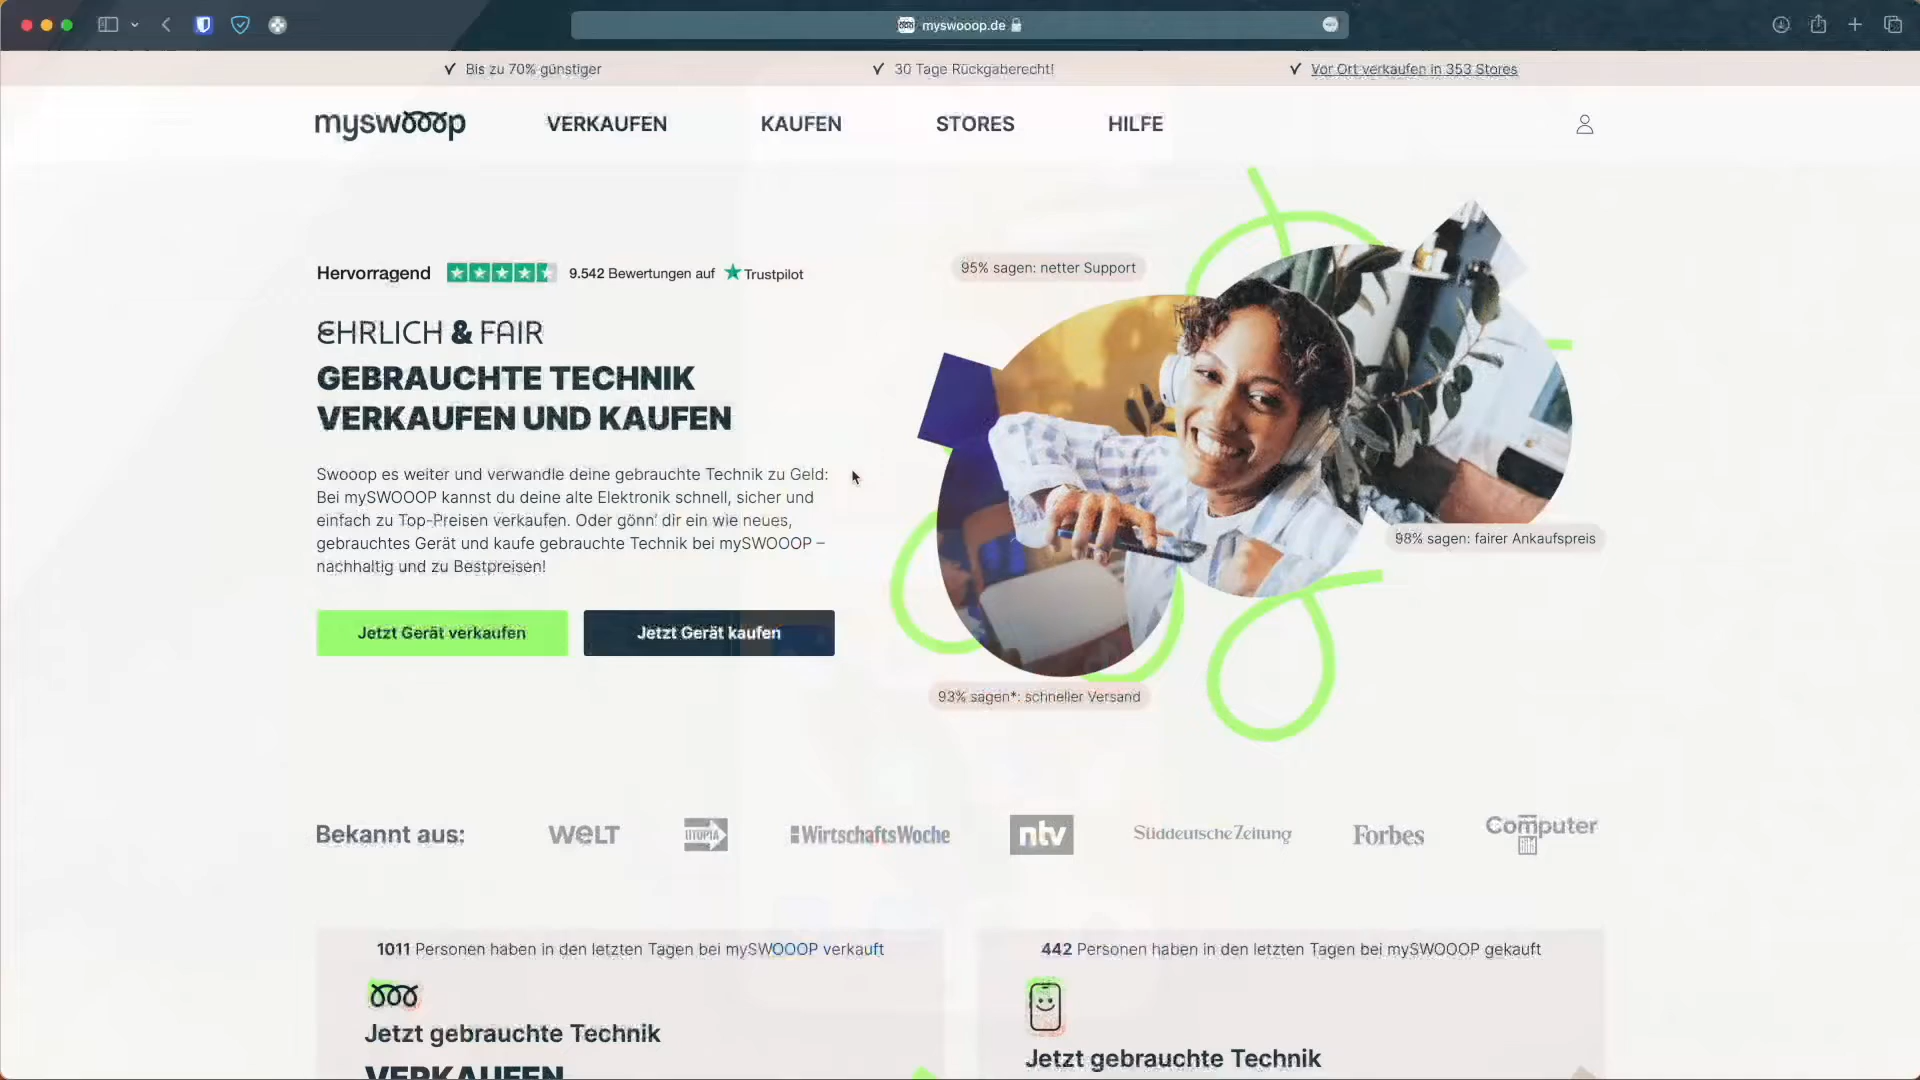 myswooop.de
Bis zu 70% günstiger
30 Tage Rückgaberecht!
Vor Ort verkaufen in 353 Stores
myswooop
VERKAUFEN
KAUFEN
STORES
HILFE
Hervorragend
9.542 Bewertungen auf
Trustpilot
EHRLICH & FAIR
GEBRAUCHTE TECHNIK
VERKAUFEN UND KAUFEN
Swooop es weiter und verwandle deine gebrauchte Technik zu Geld:
Bei mySWOOOP kannst du deine alte Elektronik schnell, sicher und
einfach zu Top-Preisen verkaufen. Oder gönn' dir ein wie neues,
gebrauchtes Gerät und kaufe gebrauchte Technik bei mySWOOOP –
nachhaltig und zu Bestpreisen!
Jetzt Gerät verkaufen
Jetzt Gerät kaufen
95% sagen: netter Support
98% sagen: fairer Ankaufspreis
93% sagen*: schneller Versand
Bekannt aus:
WELT
UTOPIA
WirtschaftsWoche
ntv
Süddeutsche Zeitung
Forbes
Computer
1011 Personen haben in den letzten Tagen bei mySWOOOP verkauft
Jetzt gebrauchte Technik
VERKAUFEN
442 Personen haben in den letzten Tagen bei mySWOOOP gekauft
Jetzt gebrauchte Technik